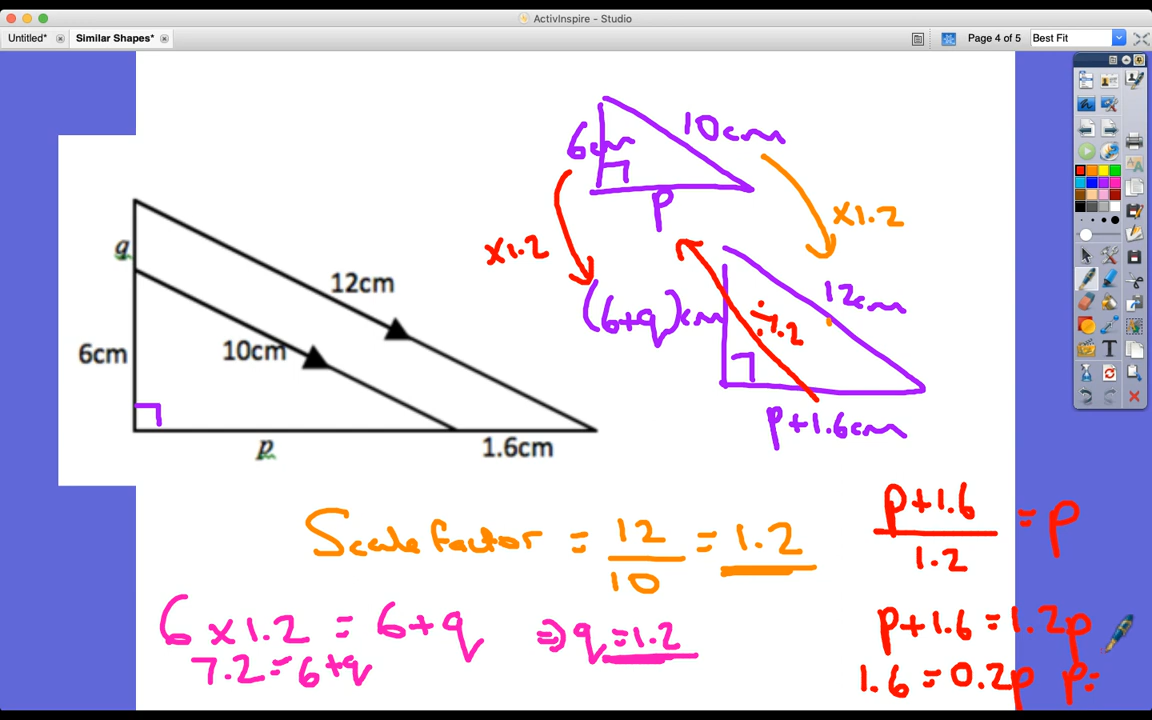 ActivInspire - Studio
Untitled*
Similar Shapes*
Page 4 of 5
Best Fit
6cm
10cm
p
×1.2
×1.2
12cm
(6+q)cm
÷1.2
p+1.6cm
q
12cm
6cm
10cm
p
1.6cm
Scale factor = 12/10 = 1.2
p+1.6/1.2 = p
6 × 1.2 = 6+q ⇒ q = 1.2
7.2 = 6+q
p+1.6 = 1.2p
1.6 = 0.2p p=
T